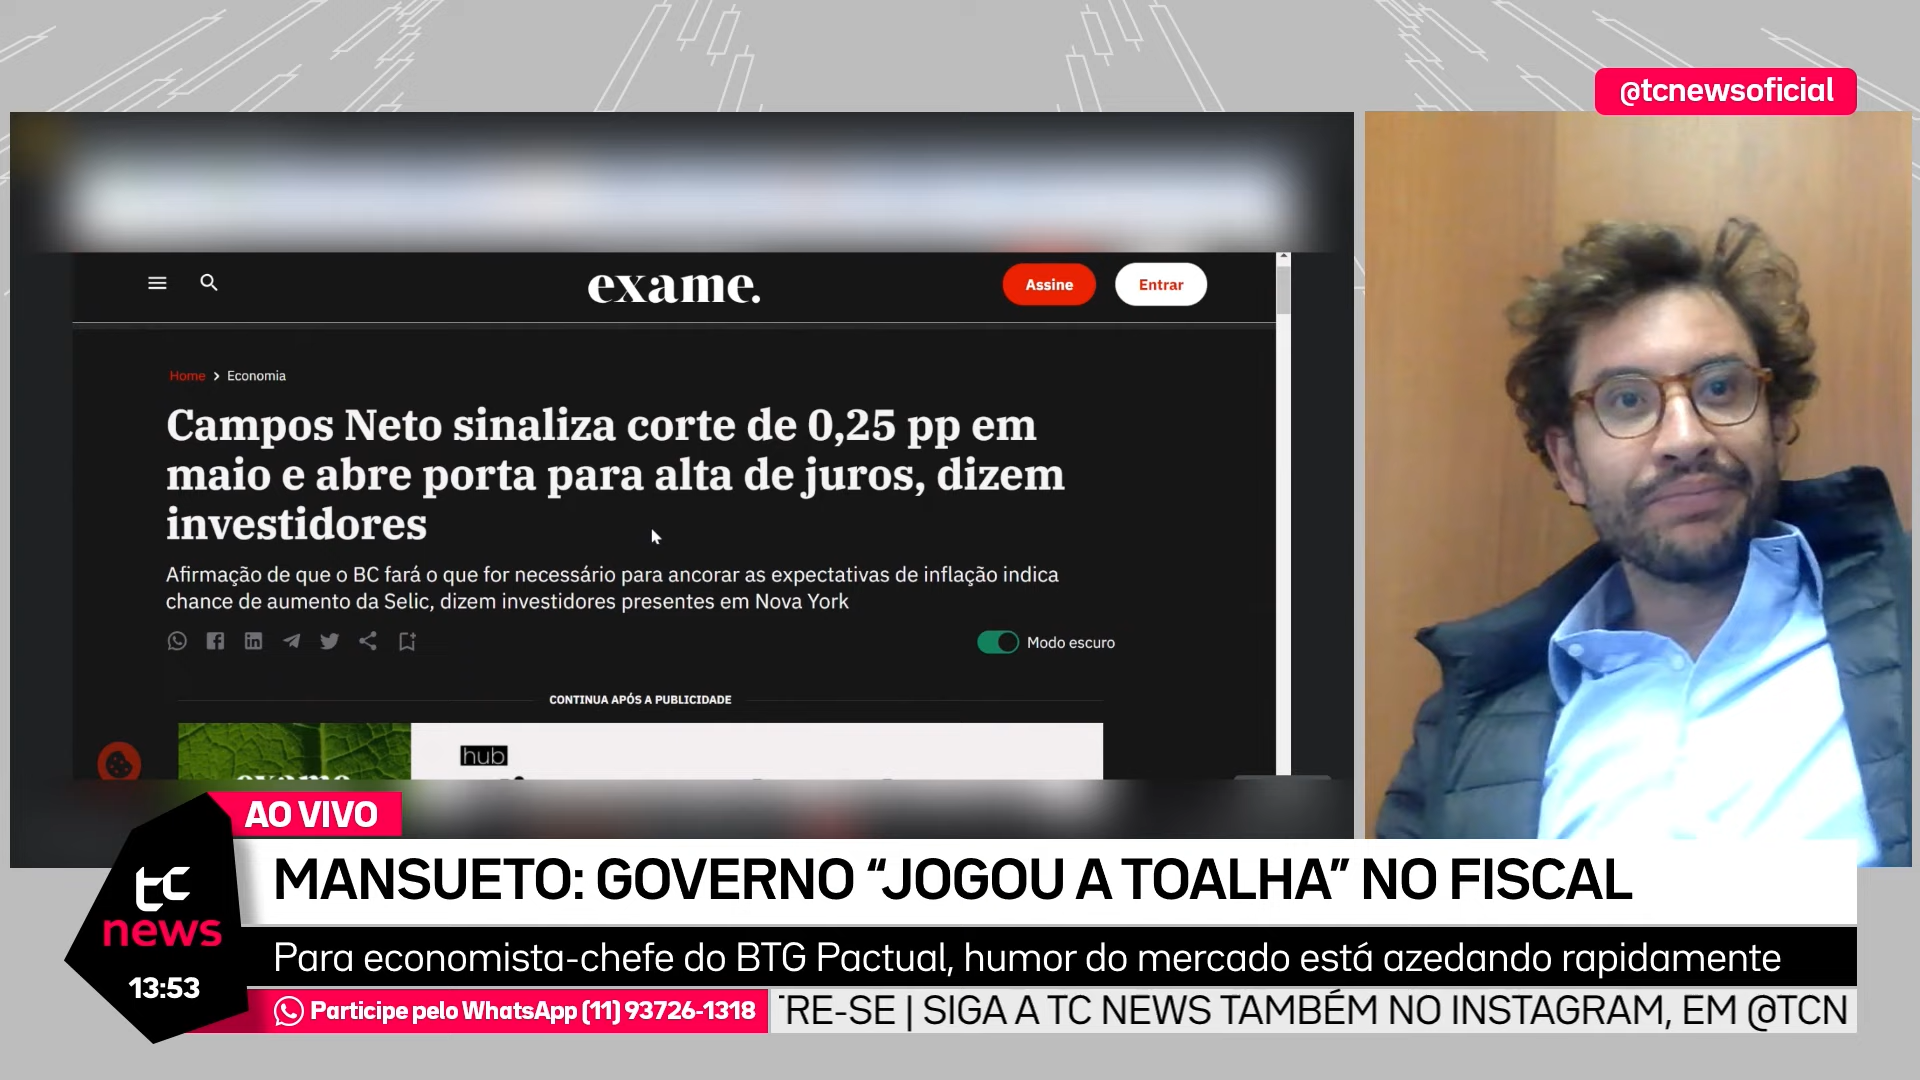 @tcnewsoficial
exame.
Assine
Entrar
Home > Economia
Campos Neto sinaliza corte de 0,25 pp em
maio e abre porta para alta de juros, dizem
investidores
Afirmação de que o BC fará o que for necessário para ancorar as expectativas de inflação indica
chance de aumento da Selic, dizem investidores presentes em Nova York
Modo escuro
CONTINUA APÓS A PUBLICIDADE
hub
exame
AO VIVO
MANSUETO: GOVERNO “JOGOU A TOALHA” NO FISCAL
Para economista-chefe do BTG Pactual, humor do mercado está azedando rapidamente
tc
news
13:53
Participe pelo WhatsApp (11) 93726-1318
TRE-SE | SIGA A TC NEWS TAMBÉM NO INSTAGRAM, EM @TCN